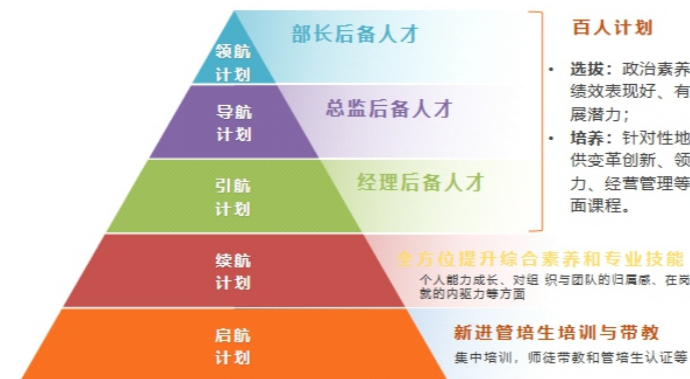 领航
计划
部长后备人才
导航
计划
总监后备人才
引航
计划
经理后备人才
续航
计划
全方位提升综合素养和专业技能
个人能力成长、对组 织与团队的归属感、在岗
就的内驱力等方面
启航
计划
新进管培生培训与带教
集中培训，师徒带教和管培生认证等
百人计划
• 选拔：政治素养
绩效表现好、有
展潜力；
• 培养：针对性地
供变革创新、领
力、经营管理等
面课程。